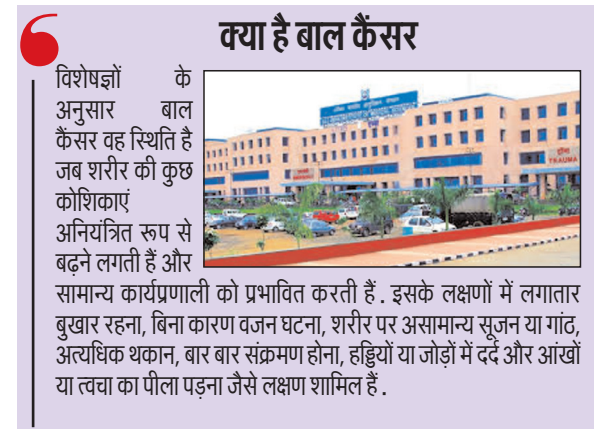 क्या है बाल कैंसर
विशेषज्ञों के
अनुसार बाल
कैंसर वह स्थिति है
जब शरीर की कुछ
कोशिकाएं
अनियंत्रित रूप से
बढ़ने लगती हैं और
सामान्य कार्यप्रणाली को प्रभावित करती हैं. इसके लक्षणों में लगातार
बुखार रहना, बिना कारण वजन घटना, शरीर पर असामान्य सूजन या गांठ,
अत्यधिक थकान, बार बार संक्रमण होना, हड्डियों या जोड़ों में दर्द और आंखों
या त्वचा का पीला पड़ना जैसे लक्षण शामिल हैं.
TRAUMA